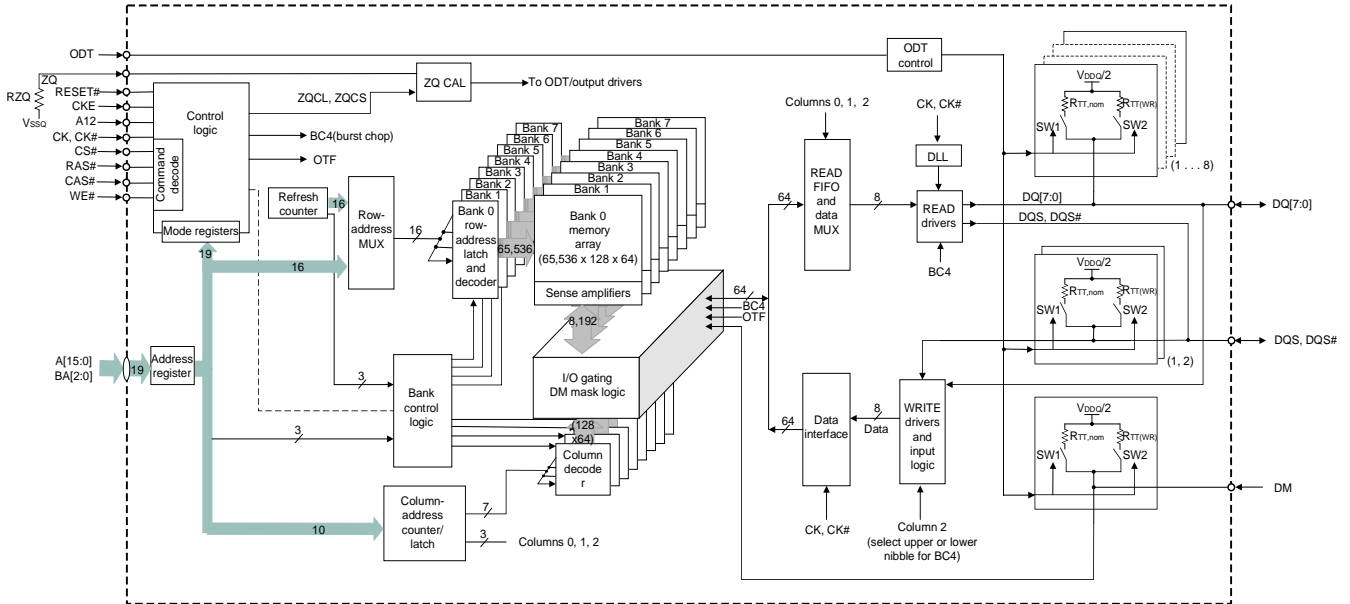 ODT
ZQ
RZQ
VSSQ
RESET#
CKE
A12
CK, CK#
CS#
RAS#
CAS#
WE#
Control
logic
Command
decode
Mode registers
ZQCL, ZQCS
ZQ CAL
To ODT/output drivers
BC4(burst chop)
OTF
Refresh
counter
16
Row-
address
MUX
16
19
16
Bank 7
Bank 6
Bank 5
Bank 4
Bank 3
Bank 2
Bank 1
Bank 0
row-
address
latch
and
decoder
65,536
Bank 7
Bank 6
Bank 5
Bank 4
Bank 3
Bank 2
Bank 1
Bank 0
memory
array
(65,536 x 128 x 64)
Sense amplifiers
8,192
I/O gating
DM mask logic
(128
x64)
Column
decode
r
A[15:0]
BA[2:0]
19
Address
register
3
3
Bank
control
logic
10
Column-
address
counter/
latch
7
3
Columns 0, 1, 2
64
BC4
OTF
ODT
control
Columns 0, 1, 2
64
READ
FIFO
and
data
MUX
8
CK, CK#
DLL
READ
drivers
BC4
DQ[7:0]
DQS, DQS#
64
Data
interface
8
Data
WRITE
drivers
and
input
logic
CK, CK#
Column 2
(select upper or lower
nibble for BC4)
VDDQ/2
RTT,nom
RTT(WR)
SW1
SW2
(1 . . . 8)
DQ[7:0]
VDDQ/2
RTT,nom
RTT(WR)
SW1
SW2
(1, 2)
DQS, DQS#
VDDQ/2
RTT,nom
RTT(WR)
SW1
SW2
DM